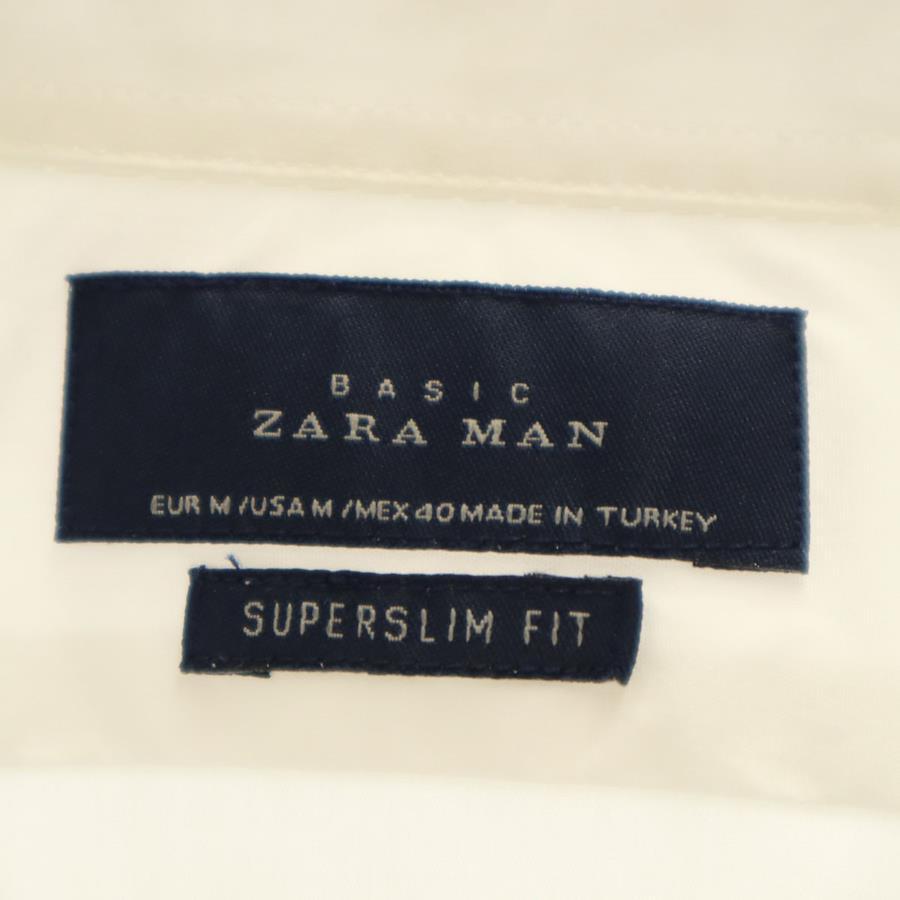 BASIC
ZARA MAN
EUR M /USA M /MEX 40 MADE IN TURKEY
SUPERSLIM FIT